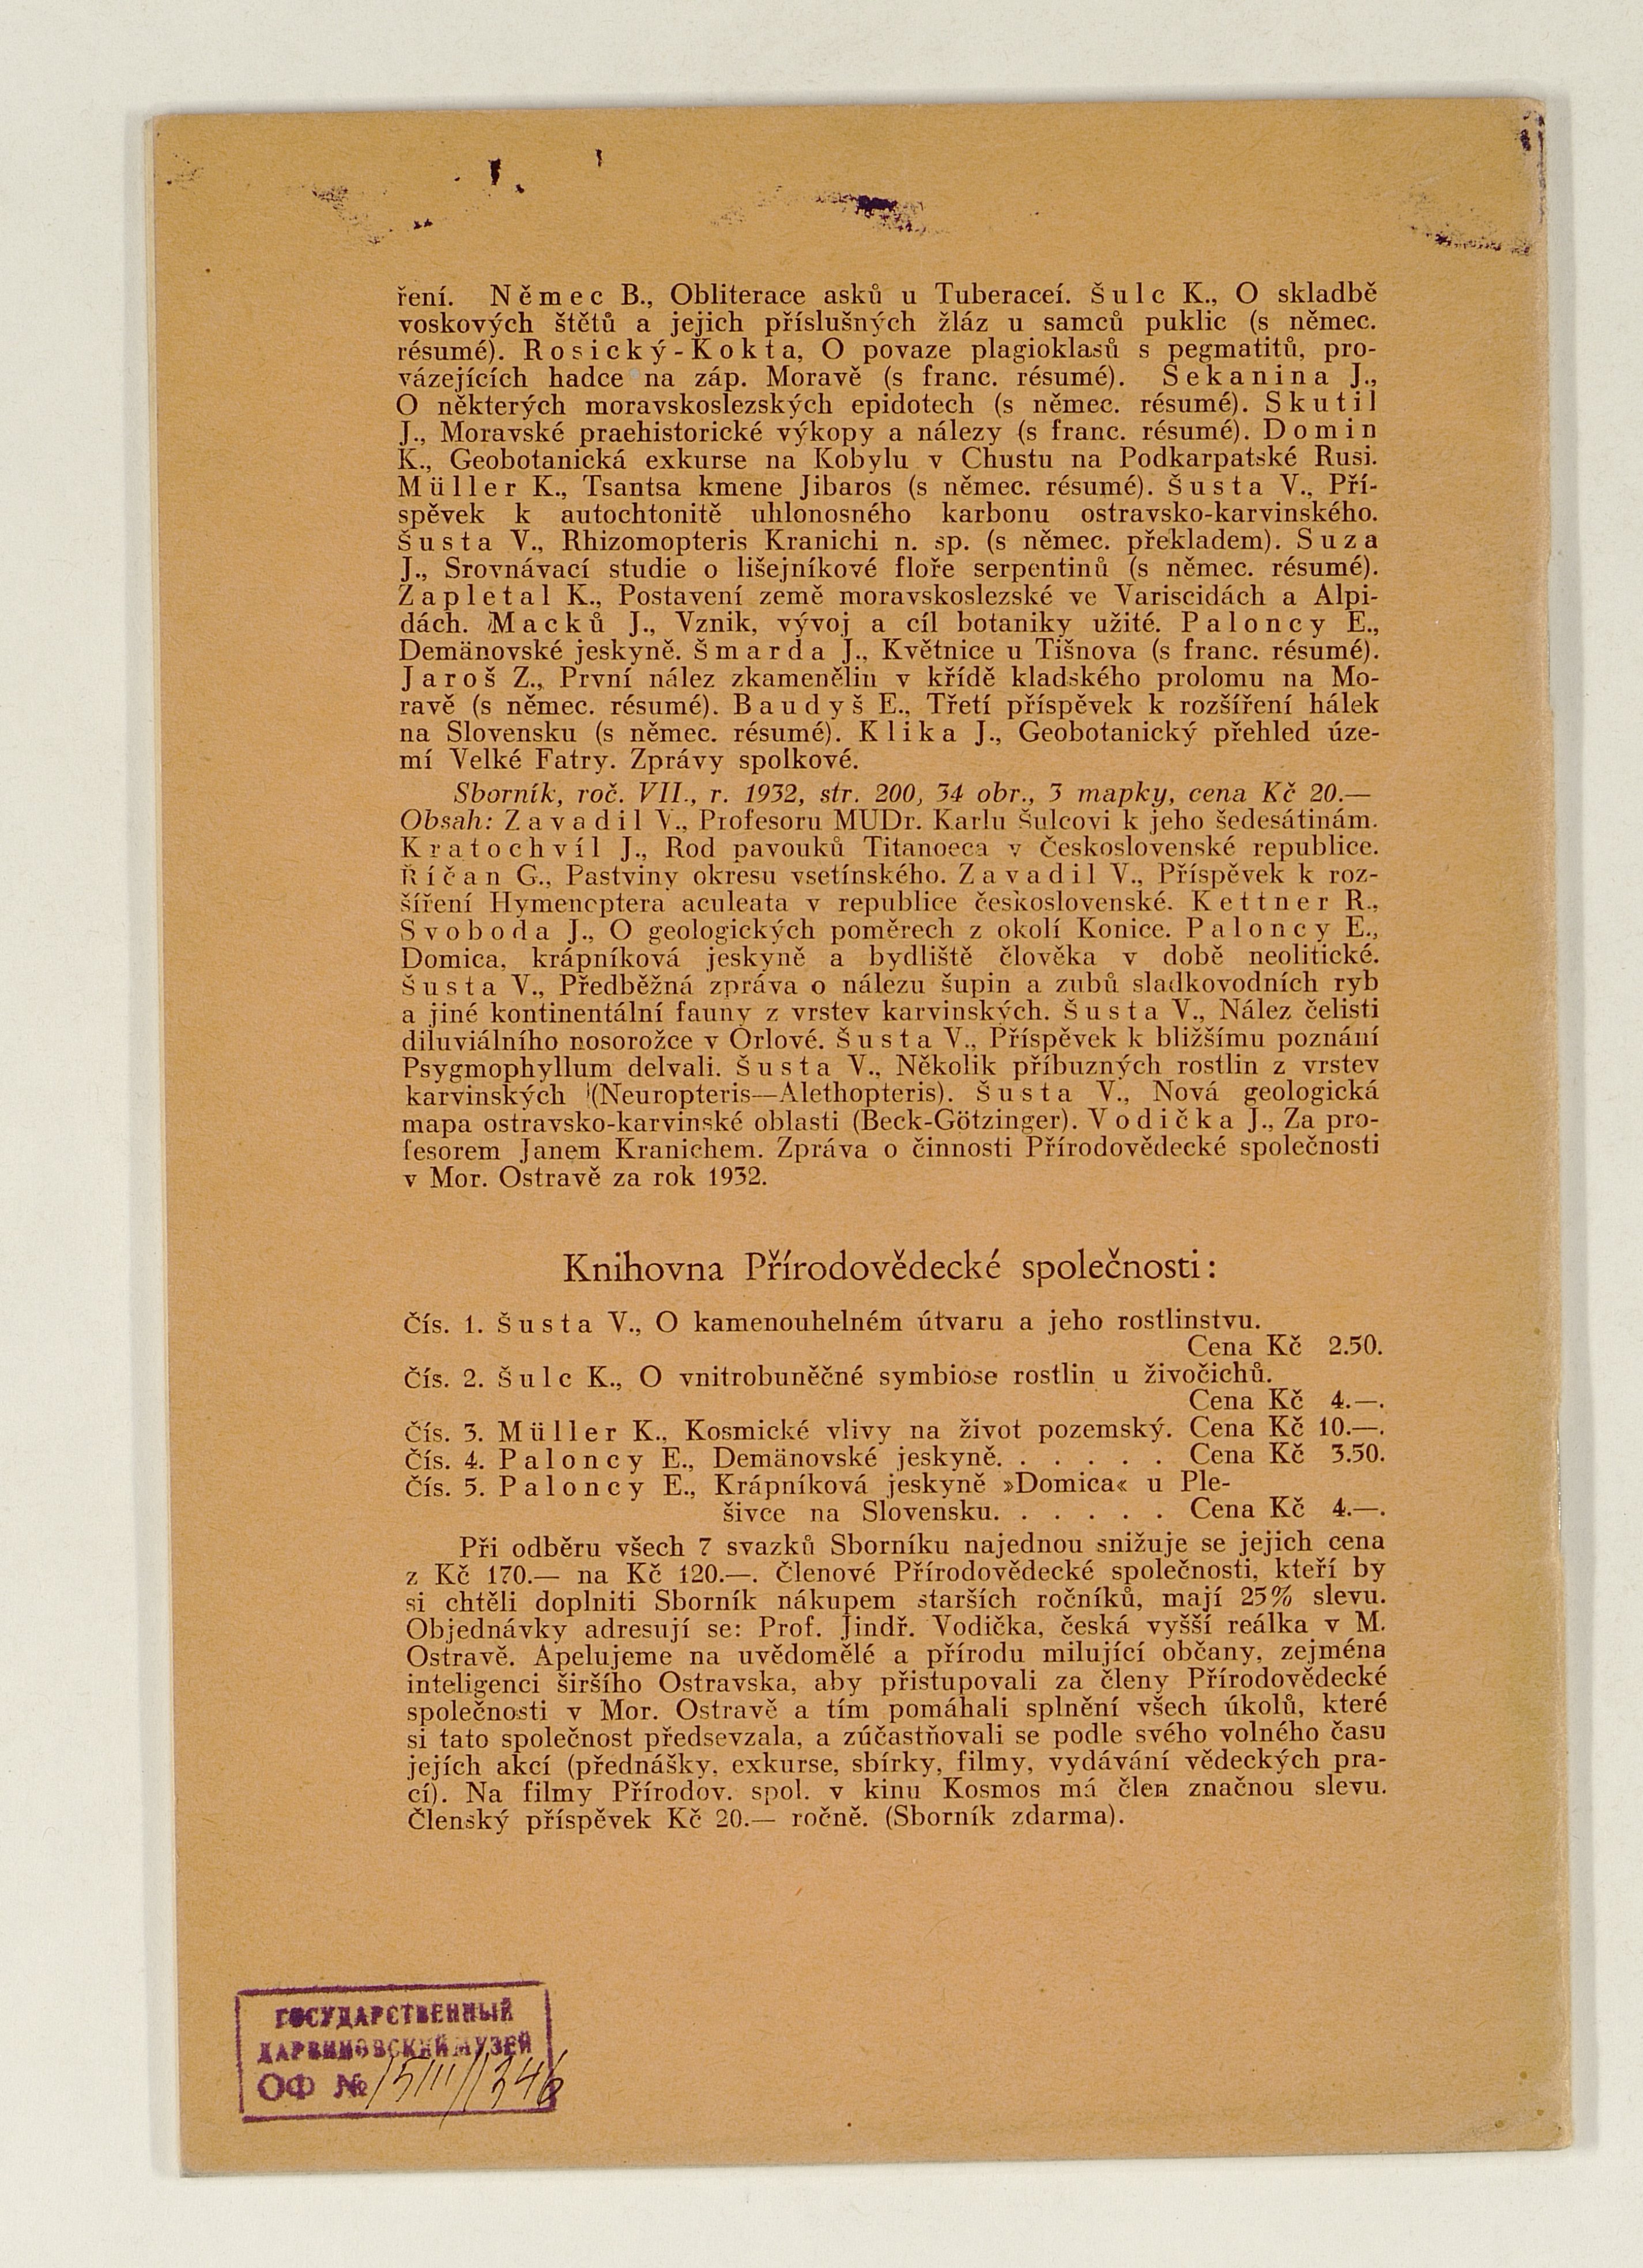 ření. Němec B., Obliterace asků u Tuberaceí. Šulc K., O skladbě
voskových štětů a jejich příslušných žláz u samců puklic (s němec.
résumé). Rosický-Kokta, O povaze plagioklasů s pegmatitů, pro-
vázejících hadce na záp. Moravě (s franc. résumé). Sekanina J.,
O některých moravskoslezských epidotech (s němec. résumé). Skutil
J., Moravské praehistorické výkopy a nálezy (s franc. résumé). Domin
K., Geobotanická exkurse na Kobylu v Chustu na Podkarpatské Rusi.
Müller K., Tsantsa kmene Jibaros (s němec. résumé). Šusta V., Pří-
spěvek k autochtonitě uhlonosného karbonu ostravsko-karvinského.
Šusta V., Rhizomopteris Kranichi n. sp. (s němec. překladem). Suza
J., Srovnávací studie o lišejníkové floře serpentinů (s němec. résumé).
Zapletal K., Postavení země moravskoslezské ve Variscidách a Alpi-
dách. Macků J., Vznik, vývoj a cíl botaniky užité. Paloncy E.,
Demänovské jeskyně. Šmarda J., Květnice u Tišnova (s franc. résumé).
Jaroš Z., První nález zkamenělin v křídě kladského prolomu na Mo-
ravě (s němec. résumé). Baudyš E., Třetí příspěvek k rozšíření hálek
na Slovensku (s němec. résumé). Klika J., Geobotanický přehled úze-
mí Velké Fatry. Zprávy spolkové.
Sborník, roč. VII., r. 1932, str. 200, 34 obr., 3 mapky, cena Kč 20.—
Obsah: Zavadil V., Profesoru MUDr. Karlu Šulcovi k jeho šedesátinám.
Kratochvíl J., Rod pavouků Titanoeca v Československé republice.
Říčan G., Pastviny okresu vsetínského. Zavadil V., Příspěvek k roz-
šíření Hymenoptera aculeata v republice československé. Kettner R.,
Svoboda J., O geologických poměrech z okolí Konice. Paloncy E.,
Domica, krápníková jeskyně a bydliště člověka v době neolitické.
Šusta V., Předběžná zpráva o nálezu šupin a zubů sladkovodních ryb
a jiné kontinentální fauny z vrstev karvinských. Šusta V., Nález čelisti
diluviálního nosorožce v Orlové. Šusta V., Příspěvek k bližšímu poznání
Psygmophyllum delvali. Šusta V., Několik příbuzných rostlin z vrstev
karvinských (Neuropteris—Alethopteris). Šusta V., Nová geologická
mapa ostravsko-karvinské oblasti (Beck-Götzinger). Vodička J., Za pro-
fesorem Janem Kranichem. Zpráva o činnosti Přírodovědecké společnosti
v Mor. Ostravě za rok 1932.
Knihovna Přírodovědecké společnosti:
Čís. 1. Šusta V., O kamenouhelném útvaru a jeho rostlinstvu.
Cena Kč 2.50.
Čís. 2. Šulc K., O vnitrobuněčné symbiose rostlin u živočichů.
Cena Kč 4.—.
Čís. 3. Müller K., Kosmické vlivy na život pozemský. Cena Kč 10.—.
Čís. 4. Paloncy E., Demänovské jeskyně. . . . . . Cena Kč 3.50.
Čís. 5. Paloncy E., Krápníková jeskyně »Domica« u Ple-
šivce na Slovensku. . . . . . Cena Kč 4.—.
Při odběru všech 7 svazků Sborníku najednou snižuje se jejich cena
z Kč 170.— na Kč 120.—. Členové Přírodovědecké společnosti, kteří by
si chtěli doplniti Sborník nákupem starších ročníků, mají 25% slevu.
Objednávky adresují se: Prof. Jindř. Vodička, česká vyšší reálka v M.
Ostravě. Apelujeme na uvědomělé a přírodu milující občany, zejména
inteligenci širšího Ostravska, aby přistupovali za členy Přírodovědecké
společnosti v Mor. Ostravě a tím pomáhali splnění všech úkolů, které
si tato společnost předsevzala, a zúčastňovali se podle svého volného času
jejích akcí (přednášky, exkurse, sbírky, filmy, vydávání vědeckých pra-
cí). Na filmy Přírodov. spol. v kinu Kosmos má člen značnou slevu.
Členský příspěvek Kč 20.— ročně. (Sborník zdarma).
ГОСУДАРСТВЕННЫЙ
ДАРВИНОВСКИЙ МУЗЕЙ
ОФ №